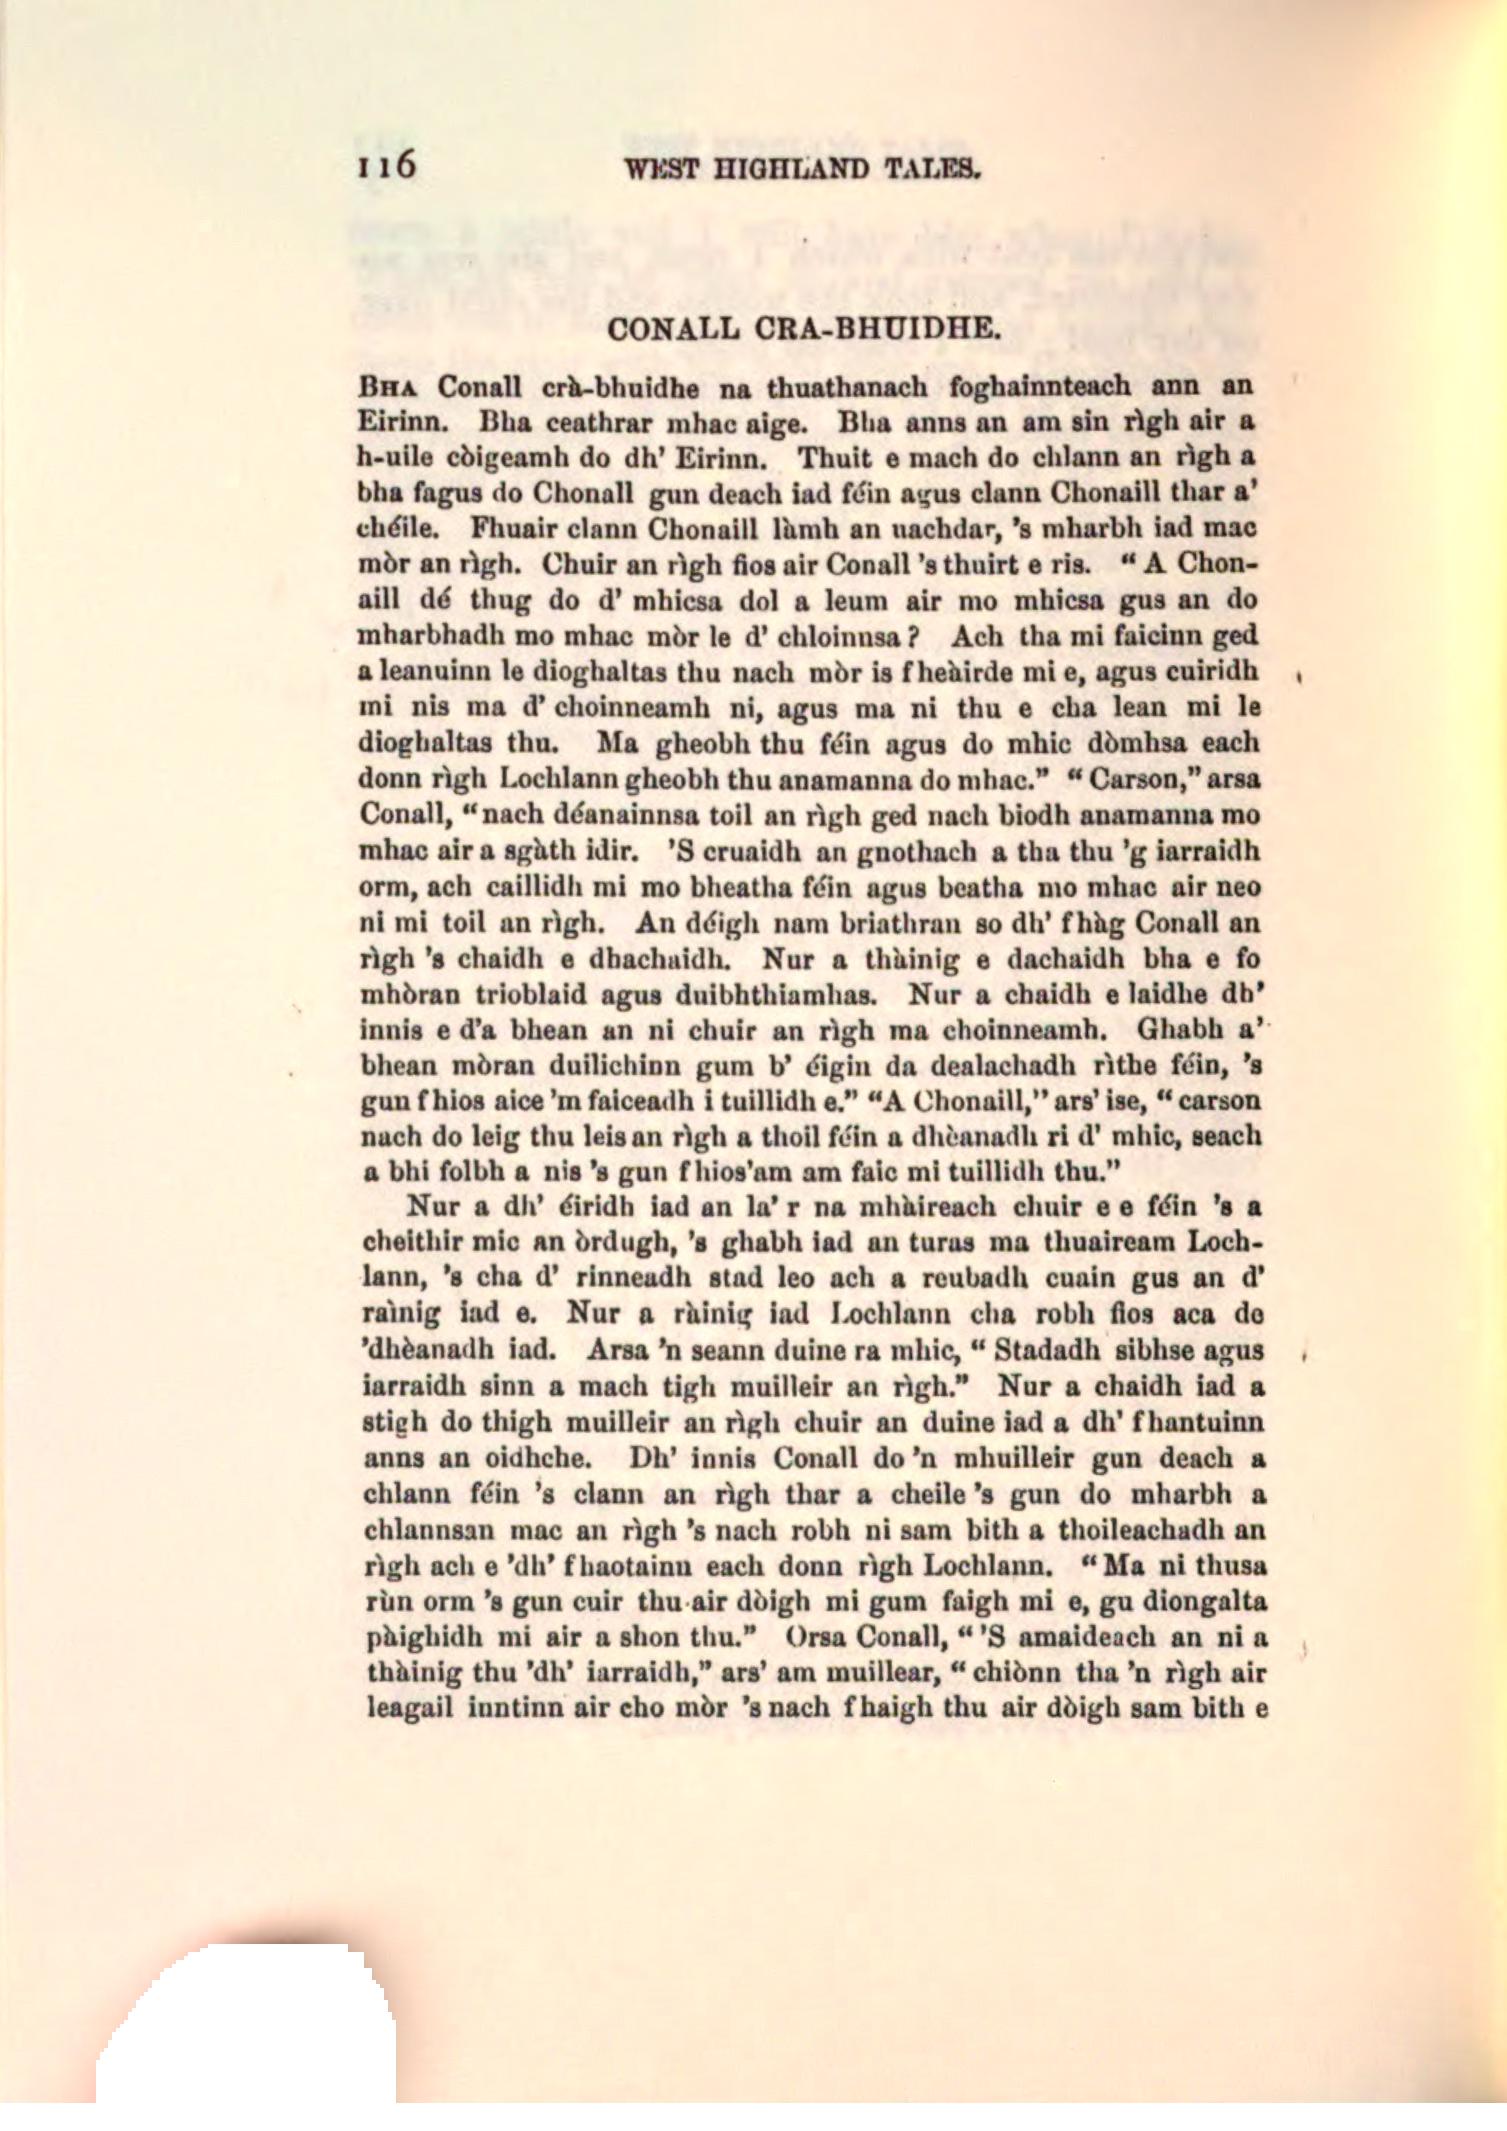 116 WEST HIGHLAND TALES.
CONALL CRA-BHUIDHE.
BHA Conall crà-bhuidhe na thuathanach foghainnteach ann an
Eirinn. Bha ceathrar mhac aige. Bha anns an am sin rìgh air a
h-uile còigeamh do dh' Eirinn. Thuit e mach do chlann an rìgh a
bha fagus do Chonall gun deach iad féin agus clann Chonaill thar a'
chéile. Fhuair clann Chonaill làmh an uachdar, 's mharbh iad mac
mòr an rìgh. Chuir an rìgh fios air Conall 's thuirt e ris. “A Chon-
aill dé thug do d' mhicsa dol a leum air mo mhicsa gus an do
mharbhadh mo mhac mòr le d' chloinnsa? Ach tha mi faicinn ged
a leanuinn le dioghaltas thu nach mòr is fheàirde mi e, agus cuiridh
mi nis ma d' choinneamh ni, agus ma ni thu e cha lean mi le
dioghaltas thu. Ma gheobh thu féin agus do mhic dòmhsa each
donn rìgh Lochlann gheobh thu anamanna do mhac.” “Carson,” arsa
Conall, “nach déanainnsa toil an rìgh ged nach biodh anamanna mo
mhac air a sgàth idir. 'S cruaidh an gnothach a tha thu 'g iarraidh
orm, ach caillidh mi mo bheatha féin agus beatha mo mhac air neo
ni mi toil an rìgh. An déigh nam briathran so dh' fhàg Conall an
rìgh 's chaidh e dhachaidh. Nur a thàinig e dachaidh bha e fo
mhòran trioblaid agus duibhthiamhas. Nur a chaidh e laidhe dh'
innis e d'a bhean an ni chuir an rìgh ma choinneamh. Ghabh a'
bhean mòran duilichinn gum b' éigin da dealachadh rìthe féin, 's
gun fhios aice 'm faiceadh i tuillidh e.” “A Chonaill,” ars' ise, “carson
nach do leig thu leis an rìgh a thoil féin a dhèanadh ri d' mhic, seach
a bhi folbh a nis 's gun fhios'am am faic mi tuillidh thu.”
Nur a dh' éiridh iad an la' r na mhàireach chuir e e féin 's a
cheithir mic an òrdugh, 's ghabh iad an turas ma thuaiream Loch-
lann, 's cha d' rinneadh stad leo ach a reubadh cuain gus an d'
raìnig iad e. Nur a ràinig iad Lochlann cha robh fios aca de
'dhèanadh iad. Arsa 'n seann duine ra mhic, “Stadadh sibhse agus
iarraidh sinn a mach tigh muilleir an rìgh.” Nur a chaidh iad a
stigh do thigh muilleir an rìgh chuir an duine iad a dh' fhantuinn
anns an oidhche. Dh' innis Conall do 'n mhuilleir gun deach a
chlann féin 's clann an rìgh thar a cheile 's gun do mharbh a
chlannsan mac an rìgh 's nach robh ni sam bith a thoileachadh an
rìgh ach e 'dh' fhaotainn each donn rìgh Lochlann. “Ma ni thusa
rùn orm 's gun cuir thu air dòigh mi gum faigh mi e, gu diongalta
pàighidh mi air a shon thu.” Orsa Conall, “'S amaideach an ni a
thàinig thu 'dh' iarraidh,” ars' am muillear, “chiònn tha 'n rìgh air
leagail inntinn air cho mòr 's nach fhaigh thu air dòigh sam bith e